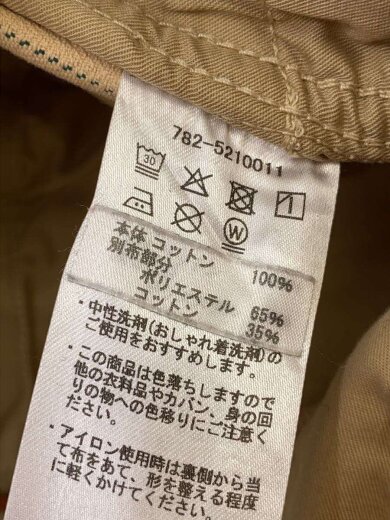 782-5210011
30
W
本体 コットン 100%
別布部分
ポリエステル 65%
コットン 35%
・中性洗剤(おしゃれ着洗剤)の
ご使用をおすすめします。
・この商品は色落ちしますので
他の衣料品やカバン、身の回
りの物への色移りにご注意く
ださい。
・アイロン使用時は裏側から当
て布をあて、形を整える程度
に軽くかけてください。